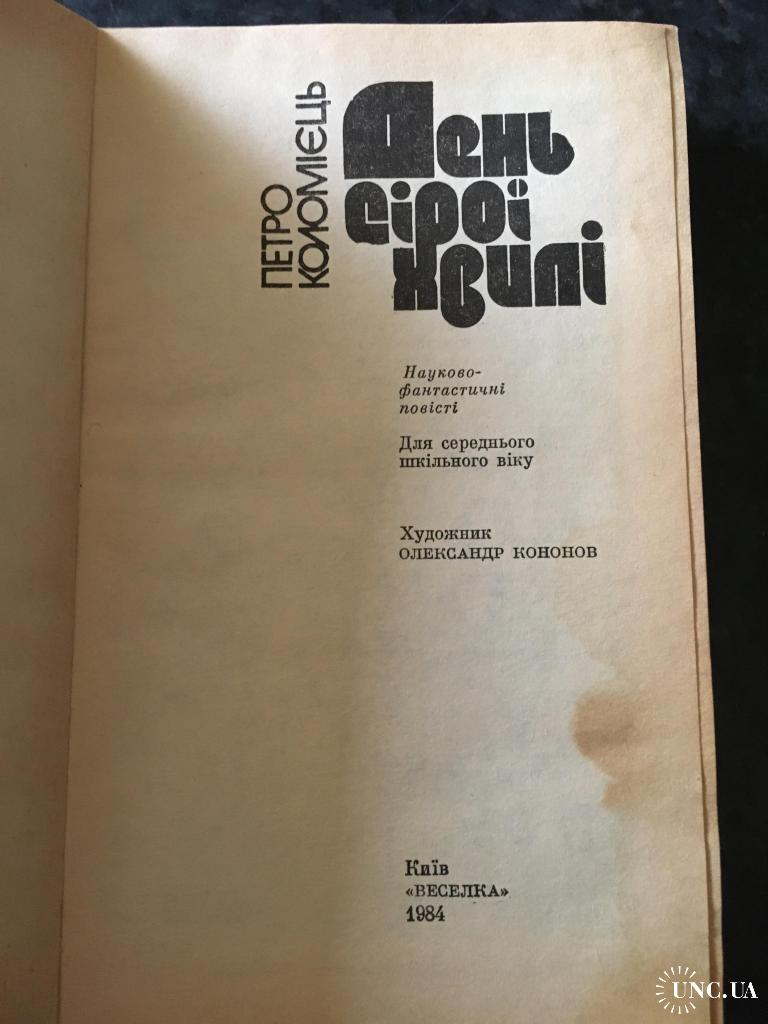 ПЕТРО
КОЛОМІЄЦЬ
День
сірої
хвилі
Науково-
фантастичні
повісті
Для середнього
шкільного віку
Художник
ОЛЕКСАНДР КОНОНОВ
Київ
«ВЕСЕЛКА»
1984
UNC.UA